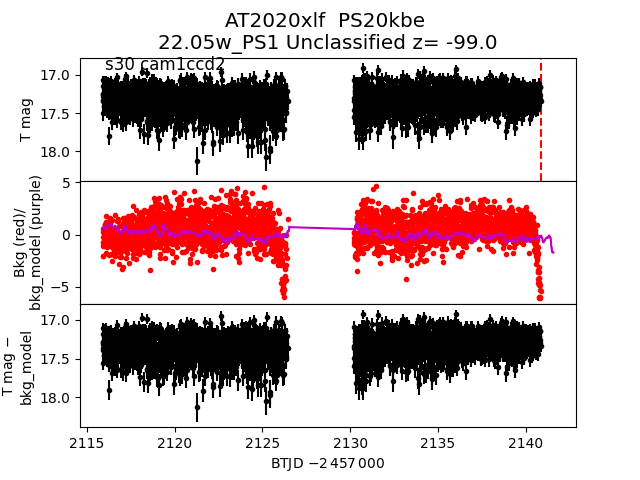 AT2020xlf  PS20kbe
22.05w_PS1 Unclassified z= -99.0
s30 cam1ccd2
T mag
17.0
17.5
18.0
Bkg (red)/
bkg_model (purple)
5
0
−5
T mag −
bkg_model
17.0
17.5
18.0
2115 2120 2125 2130 2135 2140
BTJD −2 457 000